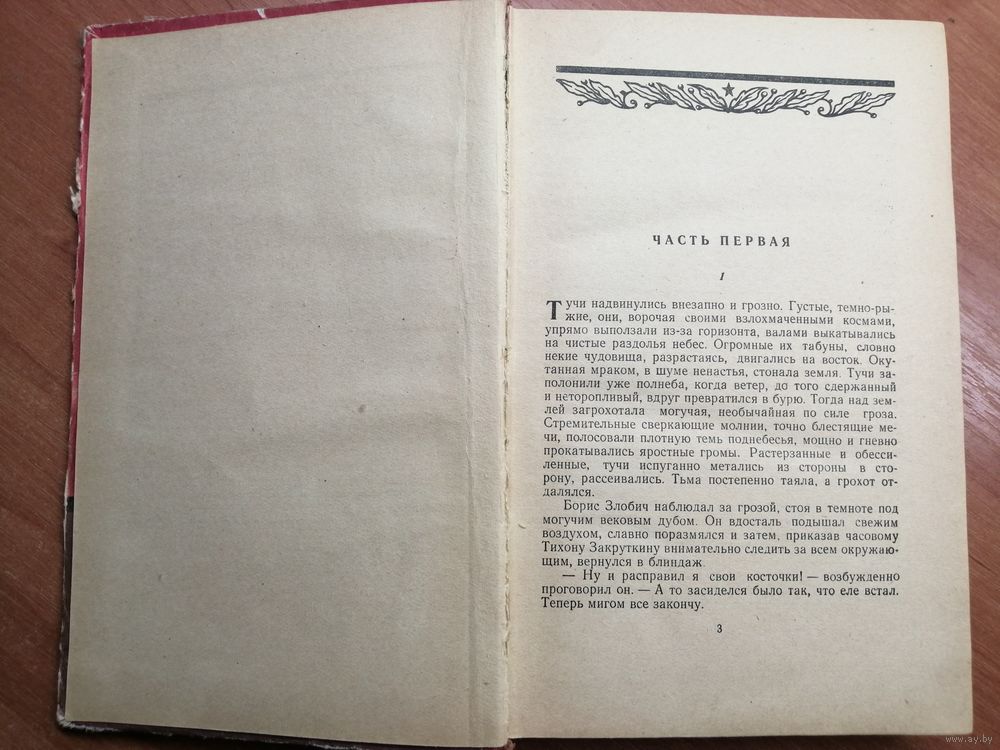 ЧАСТЬ ПЕРВАЯ
I
Тучи надвинулись внезапно и грозно. Густые, темно-ры-
жие, они, ворочая своими взлохмаченными космами,
упрямо выползали из-за горизонта, валами выкатывались
на чистые раздолья небес. Огромные их табуны, словно
некие чудовища, разрастаясь, двигались на восток. Оку-
танная мраком, в шуме ненастья, стонала земля. Тучи за-
полонили уже полнеба, когда ветер, до того сдержанный
и неторопливый, вдруг превратился в бурю. Тогда над зем-
лей загрохотала могучая, необычайная по силе гроза.
Стремительные сверкающие молнии, точно блестящие ме-
чи, полосовали плотную темь поднебесья, мощно и гневно
прокатывались яростные громы. Растерзанные и обесси-
ленные, тучи испуганно метались из стороны в сто-
рону, рассеивались. Тьма постепенно таяла, а грохот от-
далялся.
Борис Злобич наблюдал за грозой, стоя в темноте под
могучим вековым дубом. Он вдосталь подышал свежим
воздухом, славно поразмялся и затем, приказав часовому
Тихону Закруткину внимательно следить за всем окружаю-
щим, вернулся в блиндаж.
— Ну и расправил я свои косточки! — возбужденно
проговорил он. — А то засиделся было так, что еле встал.
Теперь мигом все закончу.
3
www.ay.by